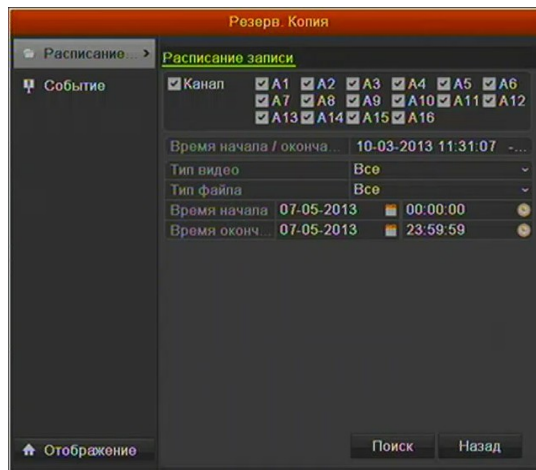 Резерв. Копия
Расписание... >
Событие
Расписание записи
Канал A1 A2 A3 A4 A5 A6
A7 A8 A9 A10 A11 A12
A13 A14 A15 A16
Время начала / оконча... 10-03-2013 11:31:07 -...
Тип видео Все
Тип файла Все
Время начала 07-05-2013 00:00:00
Время оконч... 07-05-2013 23:59:59
Отображение
Поиск Назад